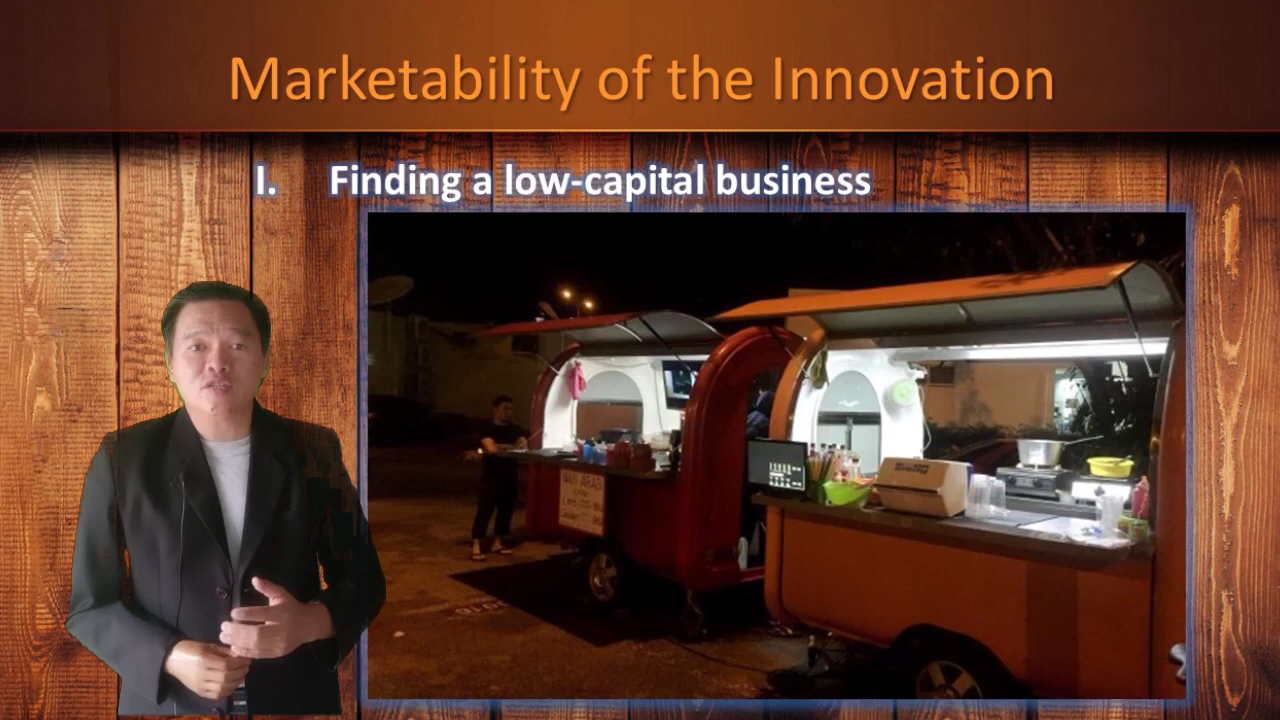 Marketability of the Innovation
I. Finding a low-capital business